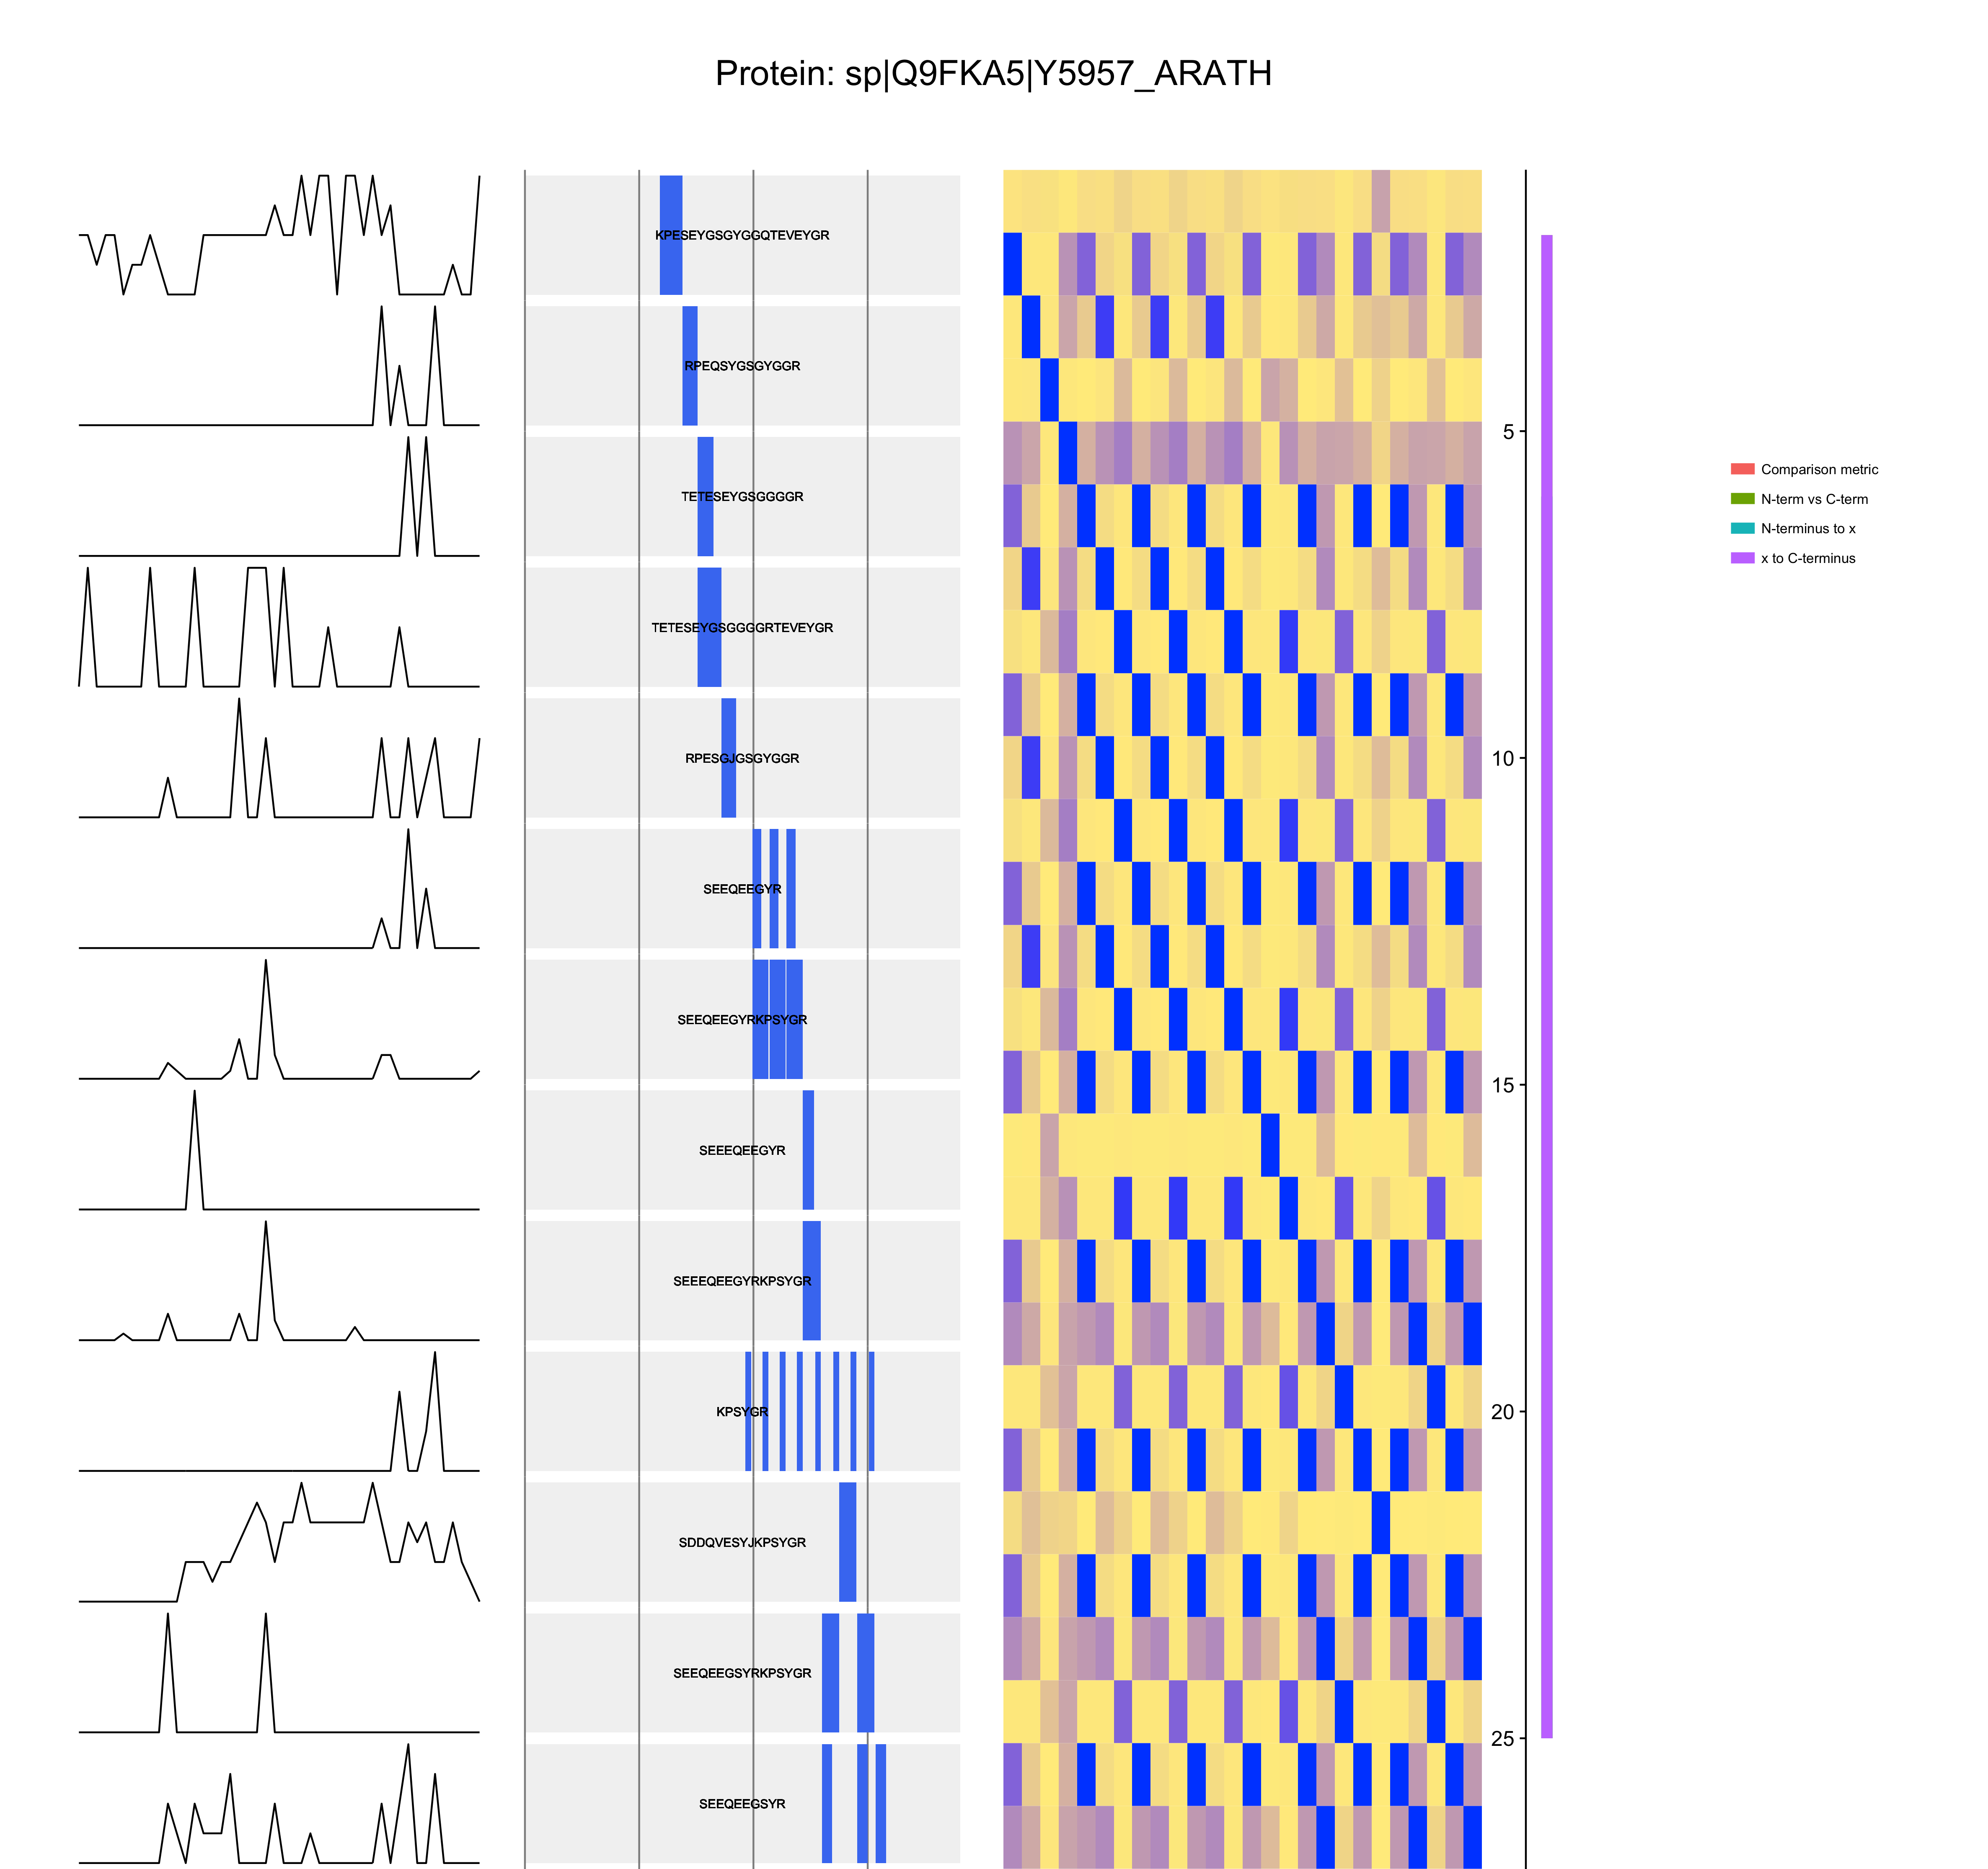 Protein: sp|Q9FKA5|Y5957_ARATH
KPESEYGSGYGGQTEVEYGR
RPEQSYGSGYGGR
TETESEYGSGGGGR
TETESEYGSGGGGRTEVEYGR
RPESGJGSGYGGR
SEEQEEGYR
SEEQEEGYRKPSYGR
SEEEQEEGYR
SEEEQEEGYRKPSYGR
KPSYGR
SDDQVESYJKPSYGR
SEEQEEGSYRKPSYGR
SEEQEEGSYR
5
10
15
20
25
Comparison metric
N-term vs C-term
N-terminus to x
x to C-terminus